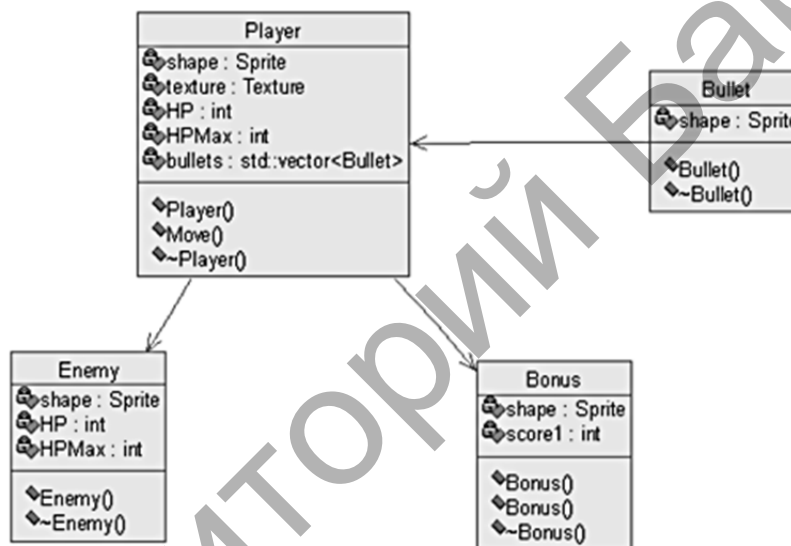 Player
shape : Sprite
texture : Texture
HP : int
HPMax : int
bullets : std::vector<Bullet>
Player()
Move()
~Player()
Bullet
shape : Sprite
Bullet()
~Bullet()
Enemy
shape : Sprite
HP : int
HPMax : int
Enemy()
~Enemy()
Bonus
shape : Sprite
score1 : int
Bonus()
Bonus()
~Bonus()